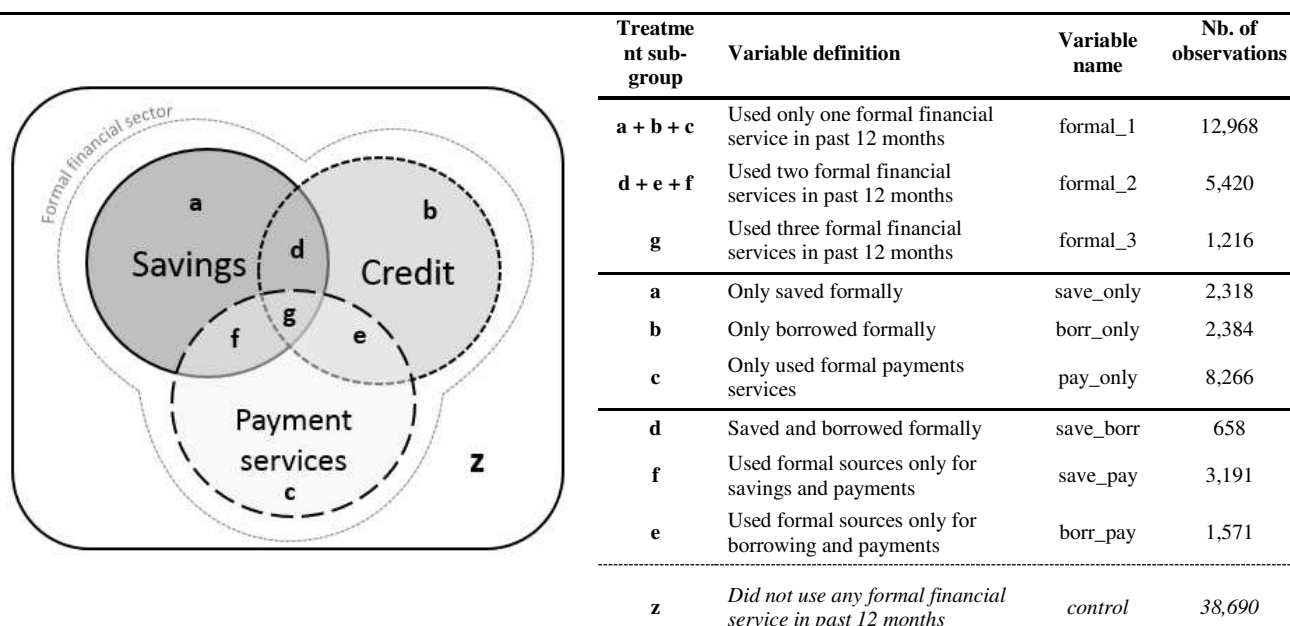 Formal financial sector
a
b
Savings
d
Credit
g
f
e
Payment
services
z
c
Treatme
nt sub-
group
Variable definition
Variable
name
Nb. of
observations
a + b + c
Used only one formal financial
service in past 12 months
formal_1
12,968
d + e + f
Used two formal financial
services in past 12 months
formal_2
5,420
g
Used three formal financial
services in past 12 months
formal_3
1,216
a
Only saved formally
save_only
2,318
b
Only borrowed formally
borr_only
2,384
c
Only used formal payments
services
pay_only
8,266
d
Saved and borrowed formally
save_borr
658
f
Used formal sources only for
savings and payments
save_pay
3,191
e
Used formal sources only for
borrowing and payments
borr_pay
1,571
z
Did not use any formal financial
service in past 12 months
control
38,690